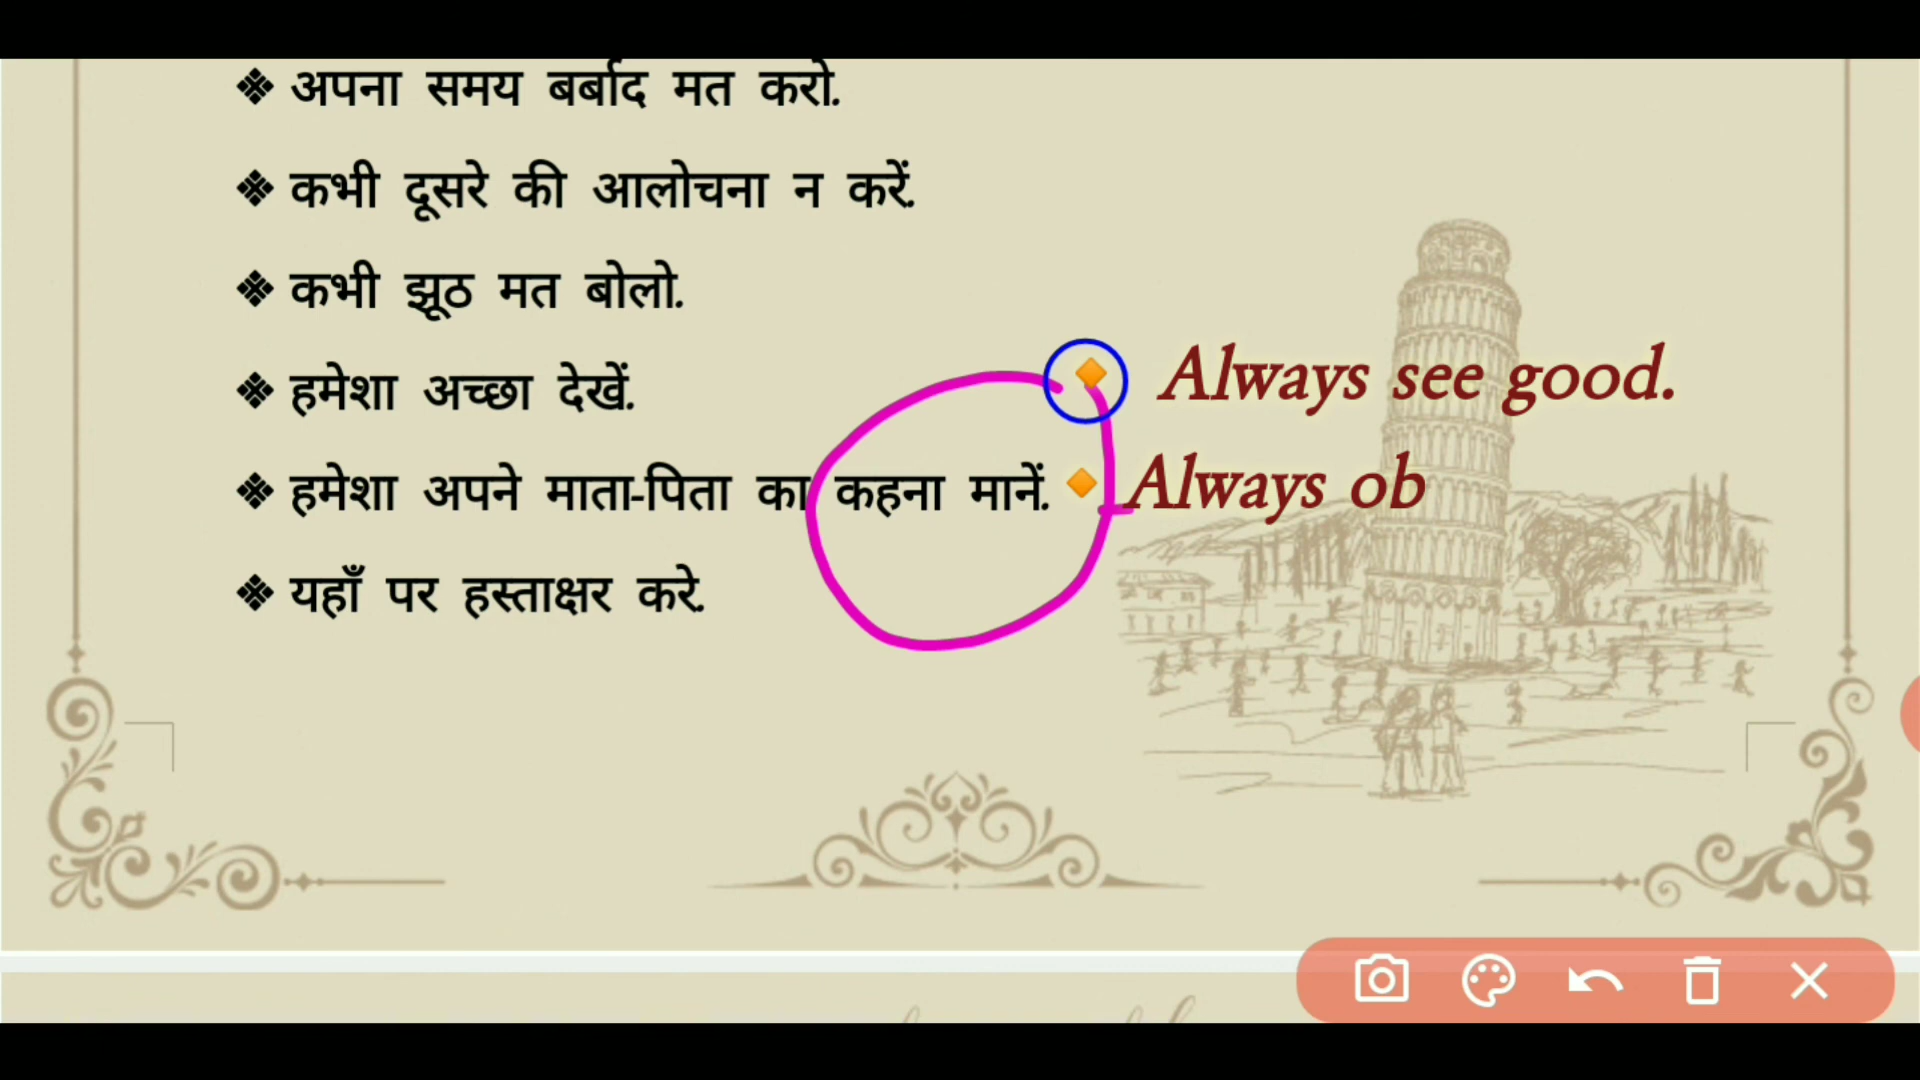 ❖ अपना समय बर्बाद मत करो.
❖ कभी दूसरे की आलोचना न करें.
❖ कभी झूठ मत बोलो.
❖ हमेशा अच्छा देखें. 🔸 Always see good.
❖ हमेशा अपने माता-पिता का कहना मानें. 🔸 Always ob
❖ यहाँ पर हस्ताक्षर करे.